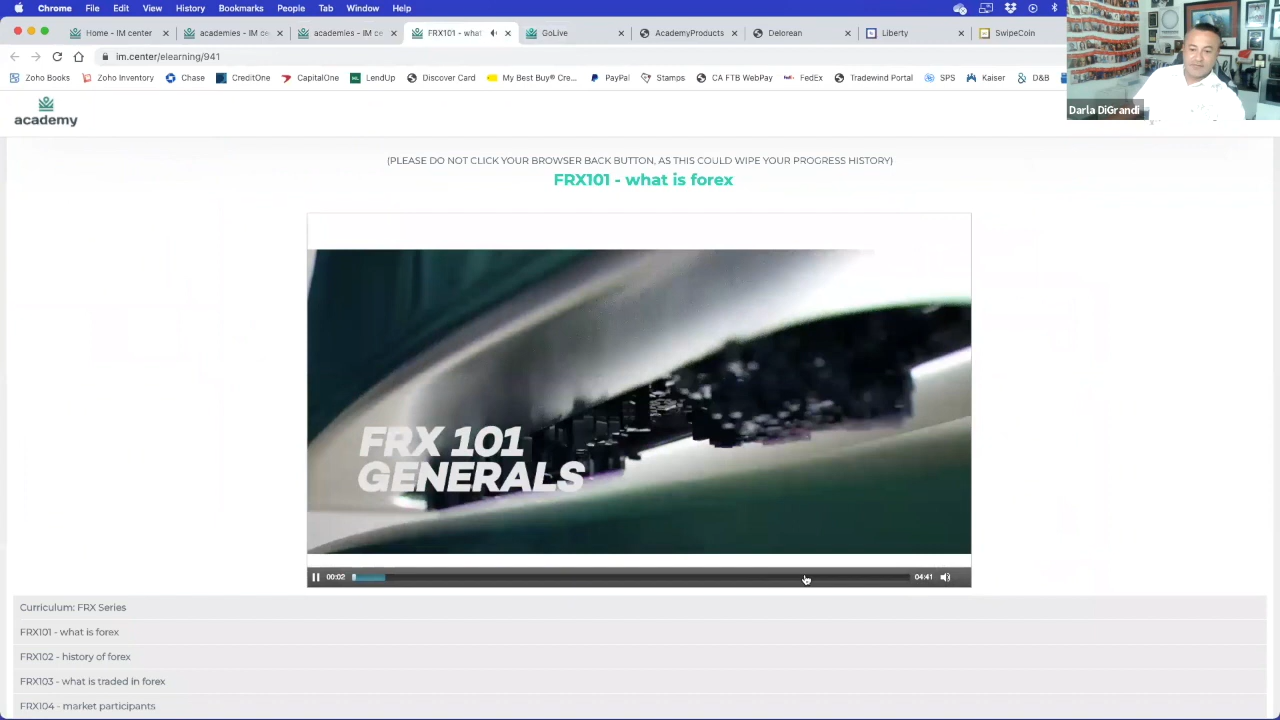 Chrome File Edit View History Bookmarks People Tab Window Help
Home - IM center academies - IM ce academies - IM FRX101 - what GoLive AcademyProducts Delorean Liberty SwipeCoin
im.center/elearning/941
Zoho Books Zoho Inventory Chase CreditOne CapitalOne LendUp Discover Card My Best Buy® Cre... PayPal Stamps CA FTB WebPay FedEx Tradewind Portal SPS Kaiser D&B
Darla DiGrandi
academy
(PLEASE DO NOT CLICK YOUR BROWSER BACK BUTTON, AS THIS COULD WIPE YOUR PROGRESS HISTORY)
FRX101 - what is forex
FRX 101
GENERALS
00:02 04:41
Curriculum: FRX Series
FRX101 - what is forex
FRX102 - history of forex
FRX103 - what is traded in forex
FRX104 - market participants